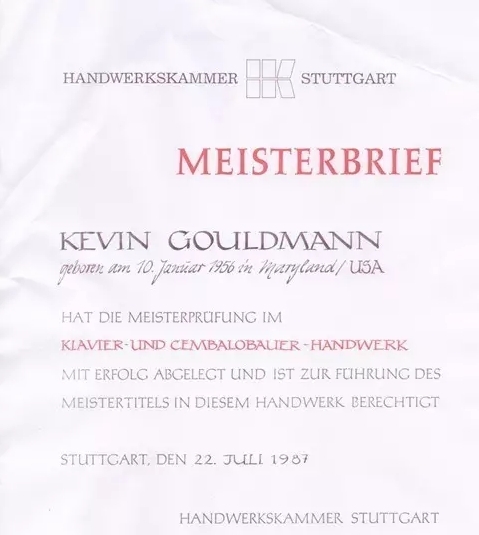 HANDWERKSKAMMER STUTTGART
MEISTERBRIEF
KEVIN GOULDMANN
geboren am 10. Januar 1956 in Maryland / USA
HAT DIE MEISTERPRÜFUNG IM
KLAVIER-UND CEMBALOBAUER-HANDWERK
MIT ERFOLG ABGELEGT UND IST ZUR FÜHRUNG DES
MEISTERTITELS IN DIESEM HANDWERK BERECHTIGT
STUTTGART, DEN 22. JULI 1987
HANDWERKSKAMMER STUTTGART